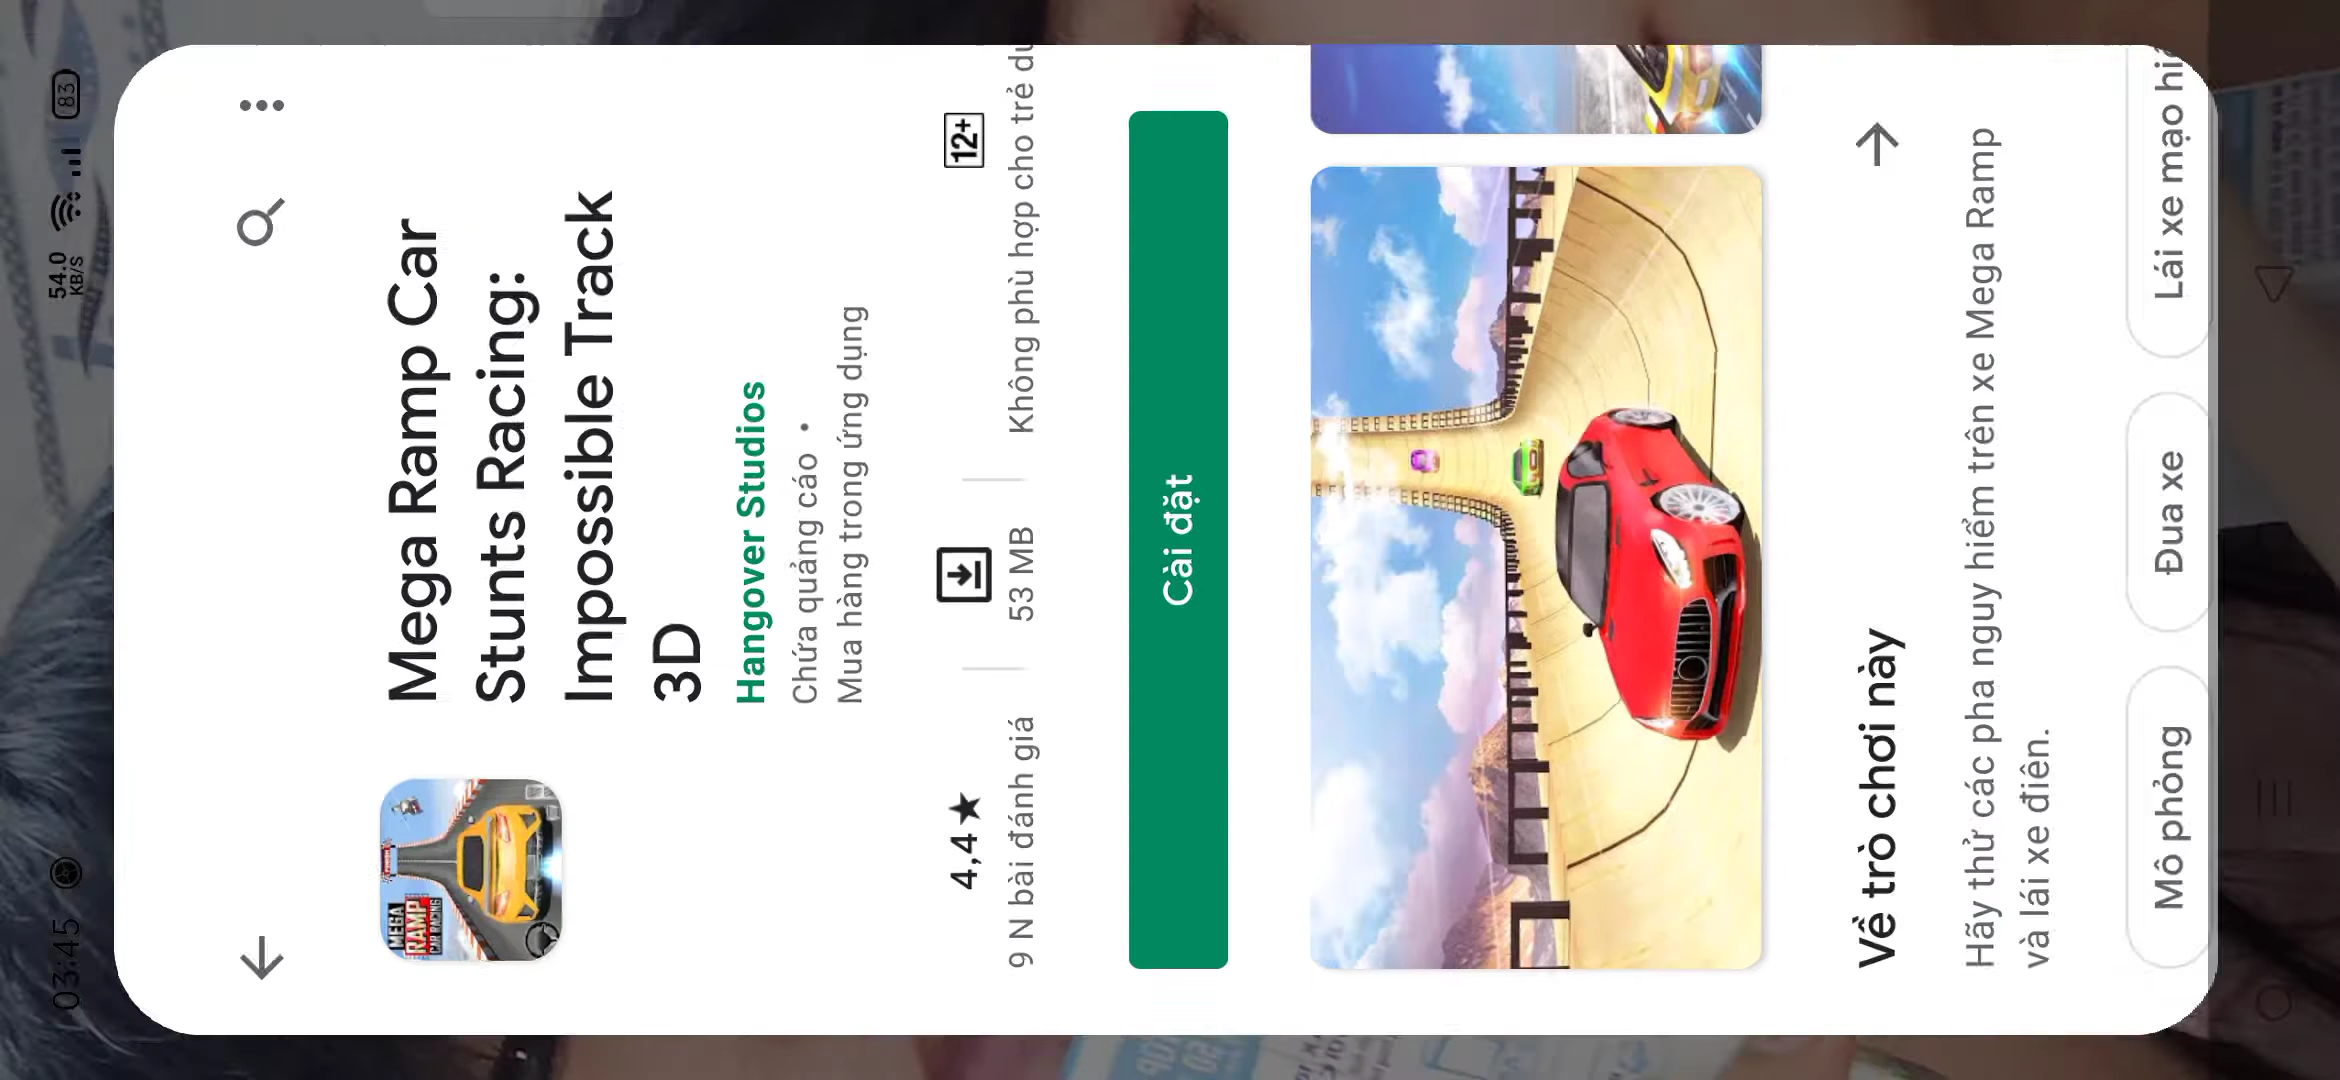 03:45
54.0
KB/S
83
Mega Ramp Car
Stunts Racing:
Impossible Track
3D
MEGA
RAMP
CAR RACING
Hangover Studios
Chứa quảng cáo •
Mua hàng trong ứng dụng
4,4★
9 N bài đánh giá
53 MB
12+
Không phù hợp cho trẻ dư
Cài đặt
Về trò chơi này
Hãy thử các pha nguy hiểm trên xe Mega Ramp
và lái xe điên.
Mô phỏng
Đua xe
Lái xe mạo hi